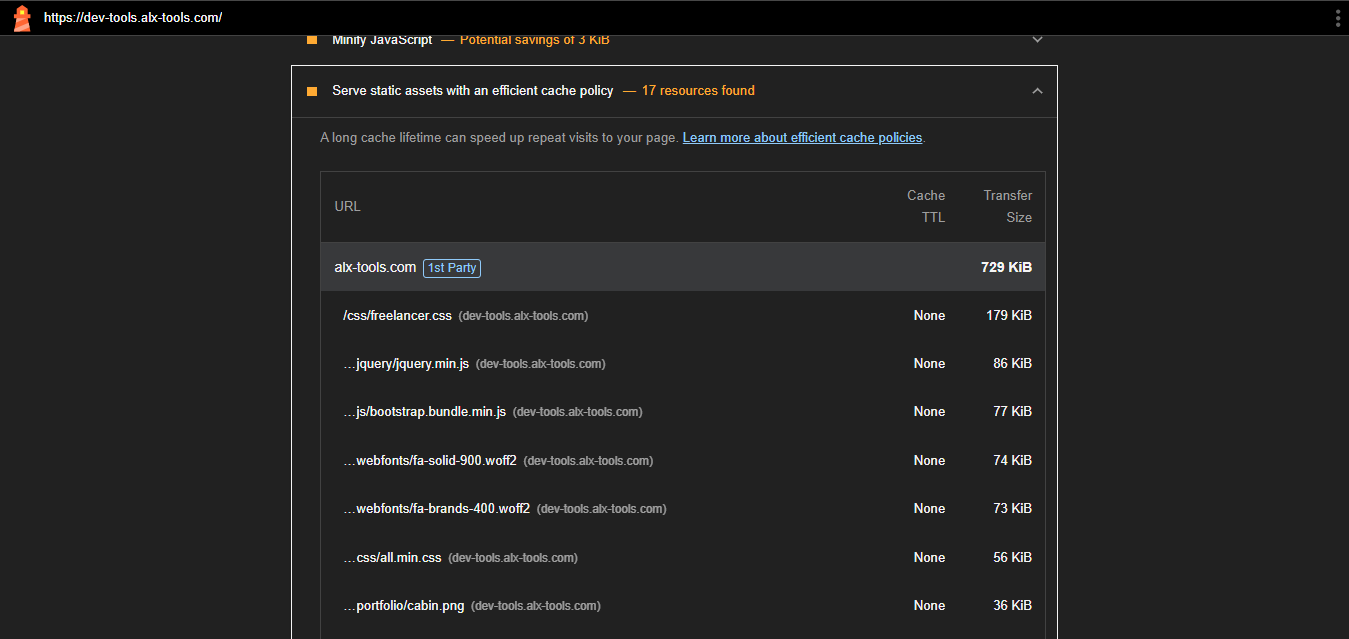 https://dev-tools.alx-tools.com/
Minify JavaScript — Potential savings of 3 KiB
Serve static assets with an efficient cache policy — 17 resources found
A long cache lifetime can speed up repeat visits to your page. Learn more about efficient cache policies.
URL Cache TTL Transfer Size
alx-tools.com 1st Party 729 KiB
/css/freelancer.css (dev-tools.alx-tools.com) None 179 KiB
…jquery/jquery.min.js (dev-tools.alx-tools.com) None 86 KiB
…js/bootstrap.bundle.min.js (dev-tools.alx-tools.com) None 77 KiB
…webfonts/fa-solid-900.woff2 (dev-tools.alx-tools.com) None 74 KiB
…webfonts/fa-brands-400.woff2 (dev-tools.alx-tools.com) None 73 KiB
…css/all.min.css (dev-tools.alx-tools.com) None 56 KiB
…portfolio/cabin.png (dev-tools.alx-tools.com) None 36 KiB